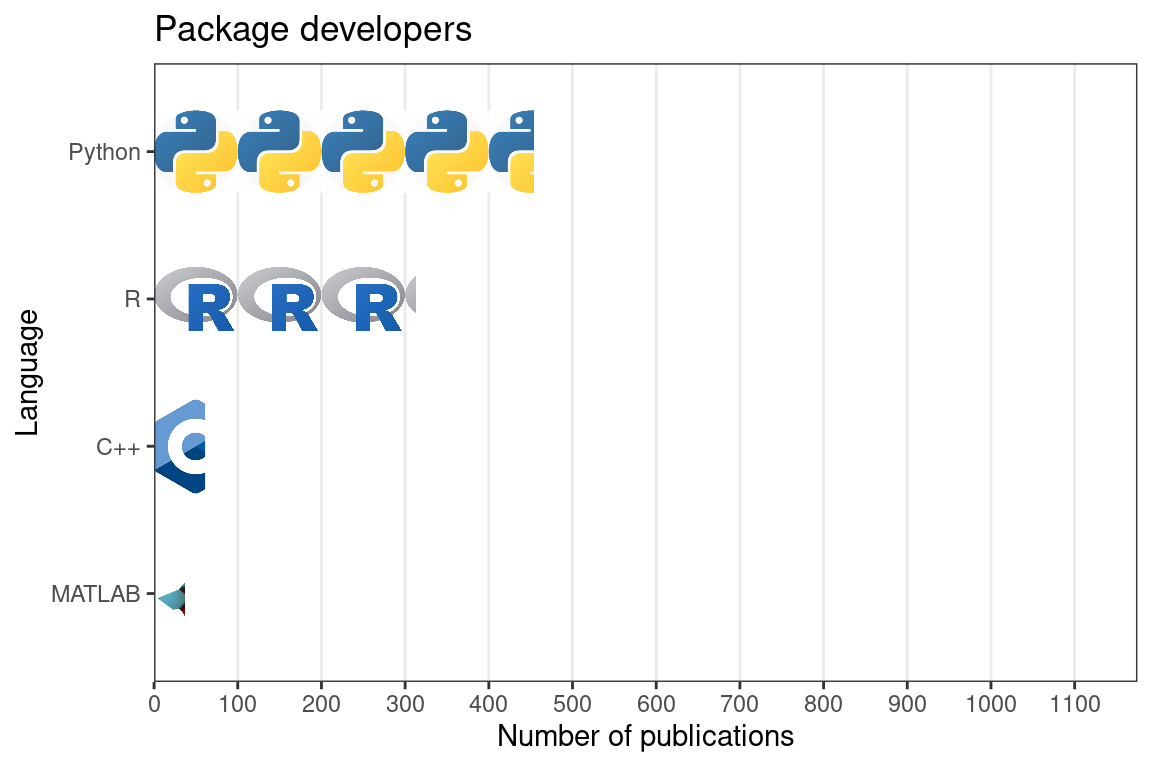 Package developers
Python
R
R R R
C++
C
MATLAB
Language
0 100 200 300 400 500 600 700 800 900 1000 1100
Number of publications